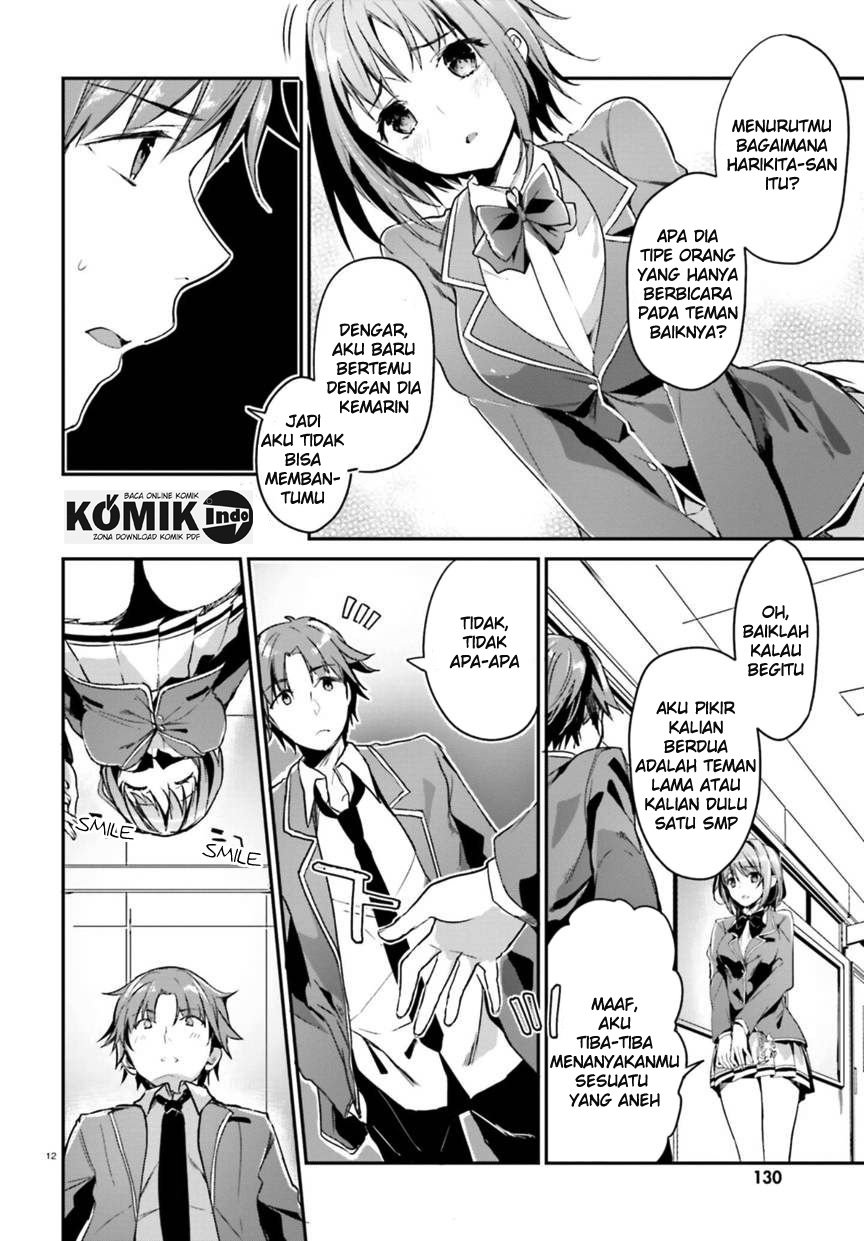 MENURUTMU
BAGAIMANA
HARIKITA-SAN
ITU?
APA DIA
TIPE ORANG
YANG HANYA
BERBICARA
PADA TEMAN
BAIKNYA?
DENGAR,
AKU BARU
BERTEMU
DENGAN DIA
KEMARIN
JADI
AKU TIDAK
BISA
MEMBAN-
TUMU
BACA ONLINE KOMIK
KOMIK Indo
ZONA DOWNLOAD KOMIK PDF
OH,
BAIKLAH
KALAU
BEGITU
AKU PIKIR
KALIAN
BERDUA
ADALAH TEMAN
LAMA ATAU
KALIAN DULU
SATU SMP
MAAF,
AKU
TIBA-TIBA
MENANYAKANMU
SESUATU
YANG ANEH
TIDAK,
TIDAK
APA-APA
SMILE
SMILE
12
130